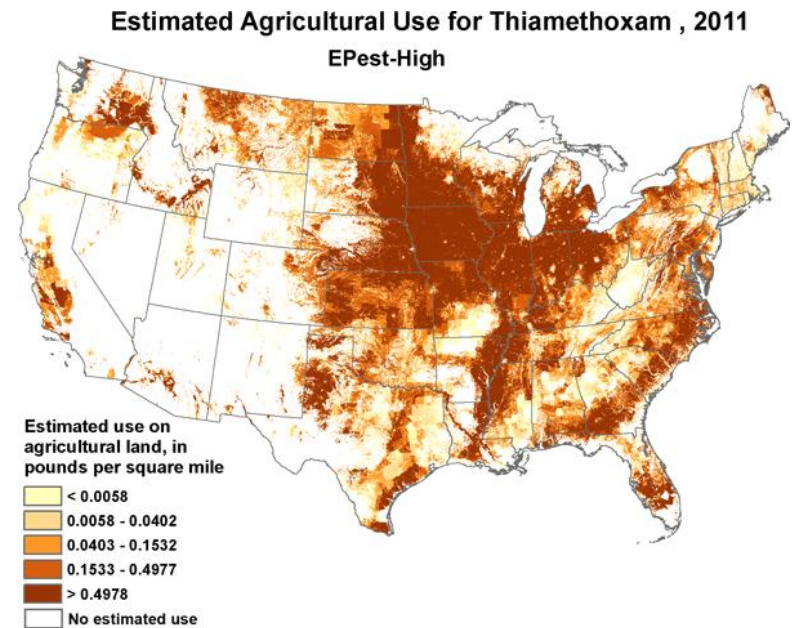 Estimated Agricultural Use for Thiamethoxam , 2011
EPest-High
Estimated use on
agricultural land, in
pounds per square mile
< 0.0058
0.0058 - 0.0402
0.0403 - 0.1532
0.1533 - 0.4977
> 0.4978
No estimated use